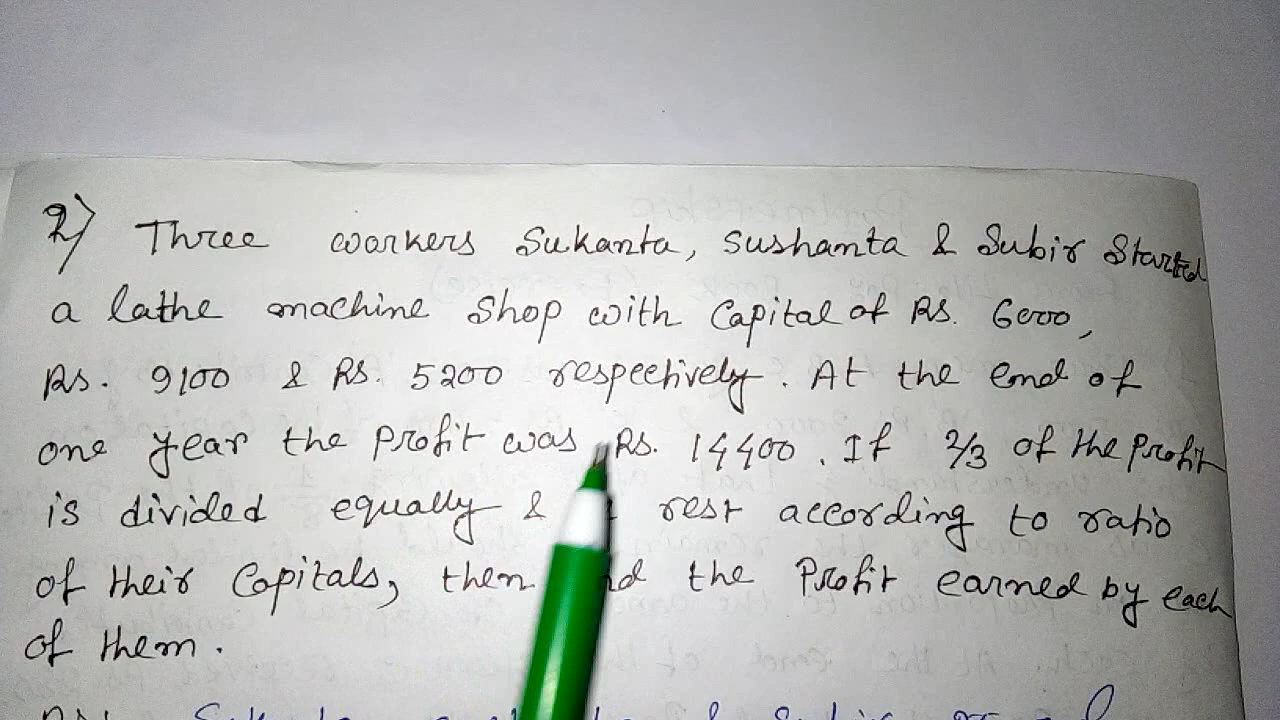 2) Three workers Sukanta, Sushanta & Subir Started
a lathe machine Shop with Capital of Rs. 6000,
Rs. 9100 & Rs. 5200 respectively. At the end of
one year the Profit was Rs. 14400. If 2/3 of the Profit
is divided equally & rest according to ratio
of their Capitals, then the Profit earned by each
of them.